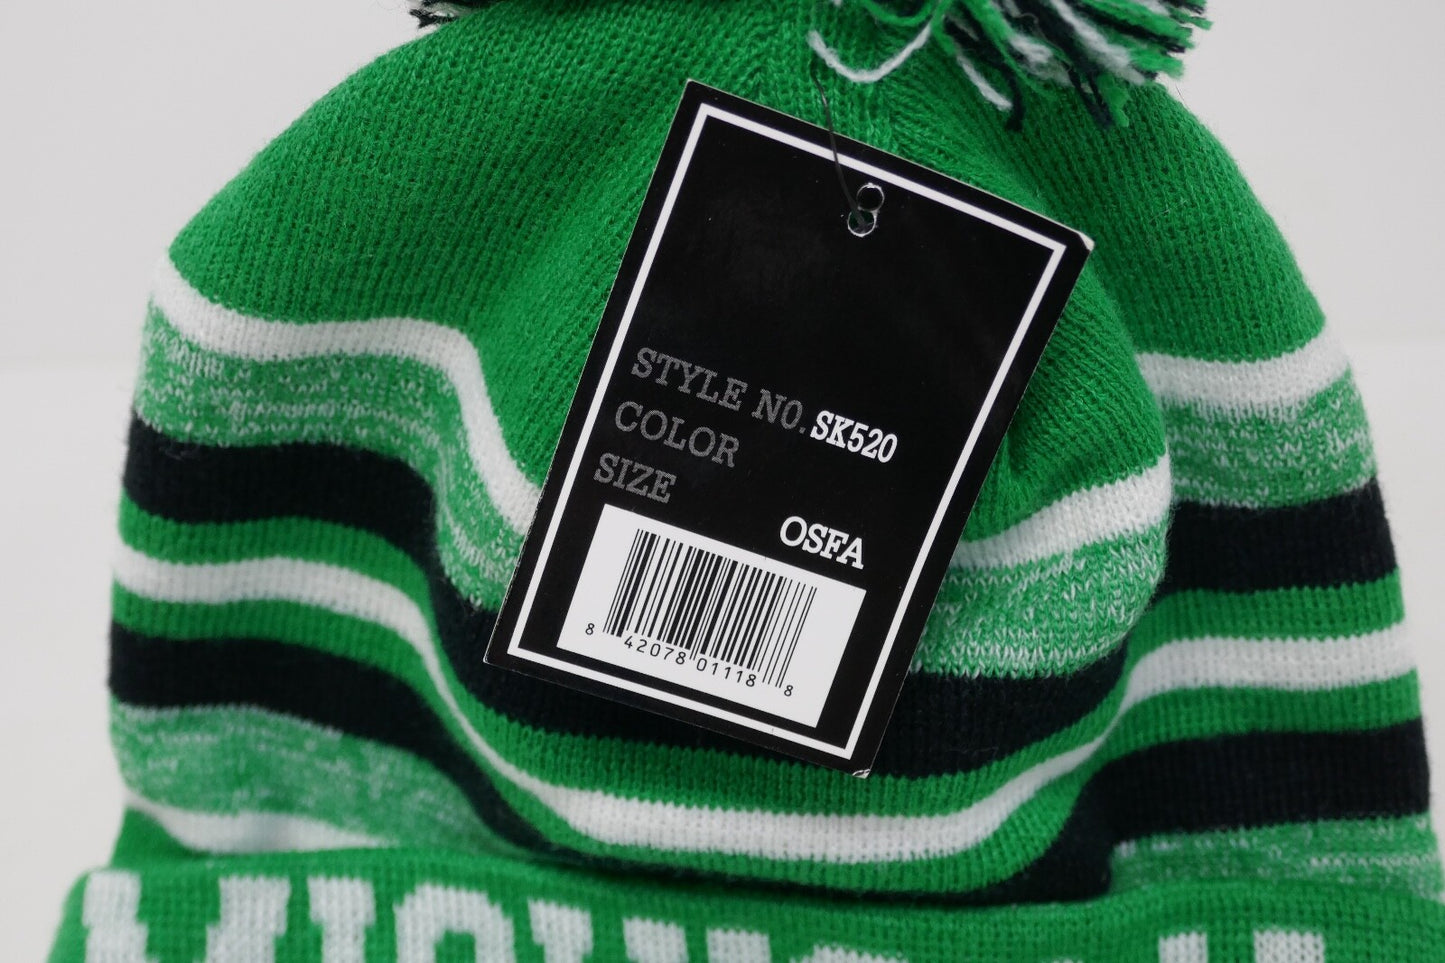 STYLE NO. SK520
COLOR
SIZE
OSFA
8 42078 01118 8